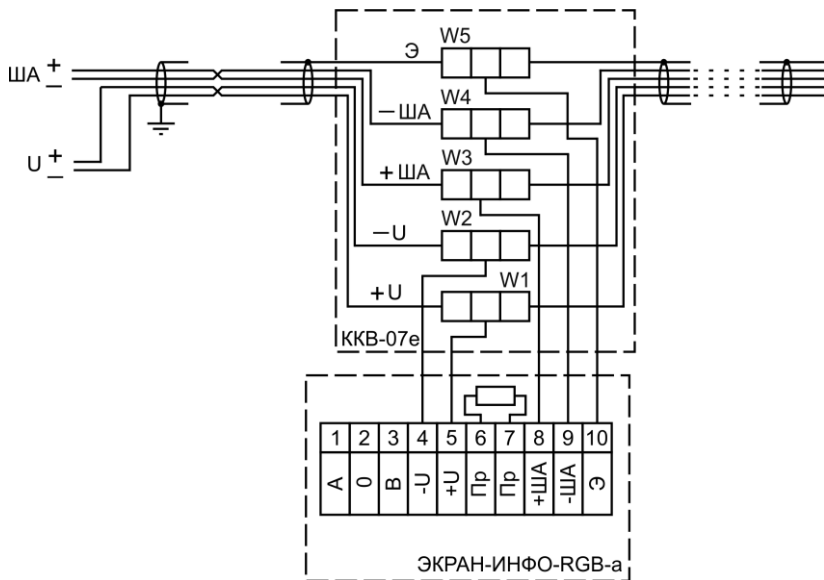 Э
W5
ША + −
−ША
W4
+ША
W3
U + −
−U
W2
+U
W1
ККВ-07е
1 2 3 4 5 6 7 8 9 10
А 0 В -U +U Пр Пр +ША -ША Э
ЭКРАН-ИНФО-RGB-а